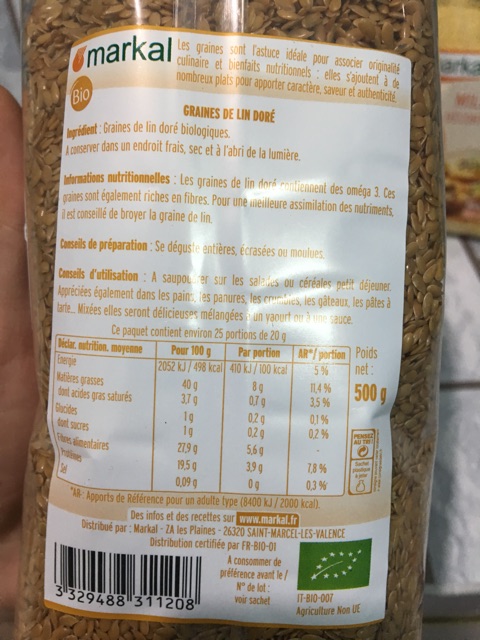 markal
Bio
Les graines sont l'astuce idéale pour associer originalité
culinaire et bienfaits nutritionnels : elles s'ajoutent à de
nombreux plats pour apporter caractère, saveur et authenticité.
GRAINES DE LIN DORÉ
Ingrédient : Graines de lin doré biologiques.
A conserver dans un endroit frais, sec et à l'abri de la lumière.
Informations nutritionnelles : Les graines de lin doré contiennent des oméga 3. Ces
graines sont également riches en fibres. Pour une meilleure assimilation des nutriments,
il est conseillé de broyer la graine de lin.
Conseils de préparation : Se déguste entières, écrasées ou moulues.
Conseils d'utilisation : A saupoudrer sur les salades ou céréales petit déjeuner.
Appréciées également dans les pains, les panures, les crumbles, les gâteaux, les pâtes à
tarte... Mixées elles seront délicieuses mélangées à un yaourt ou à une sauce.
Ce paquet contient environ 25 portions de 20 g
Déclar. nutrition. moyenne Pour 100 g Par portion AR*/portion
Energie 2052 kJ / 498 kcal 410 kJ / 100 kcal 5 %
Matières grasses 40 g 8 g 11,4 %
dont acides gras saturés 3,7 g 0,7 g 3,5 %
Glucides 1 g 0,2 g 0,1 %
dont sucres 1 g 0,2 g 0,2 %
Fibres alimentaires 27,9 g 5,6 g -
Protéines 19,5 g 3,9 g 7,8 %
Sel 0,09 g 0 g 0,3 %
Poids
net :
500 g
PENSEZ
AU TRI !
*AR : Apports de Référence pour un adulte type (8400 kJ / 2000 kcal).
Des infos et des recettes sur www.markal.fr
Distribué par : Markal - ZA les Plaines - 26320 SAINT-MARCEL-LES-VALENCE
Distribution certifiée par FR-BIO-01
A consommer de
préférence avant le /
N° de lot :
voir sachet
3 329488 311208
IT-BIO-007
Agriculture Non UE